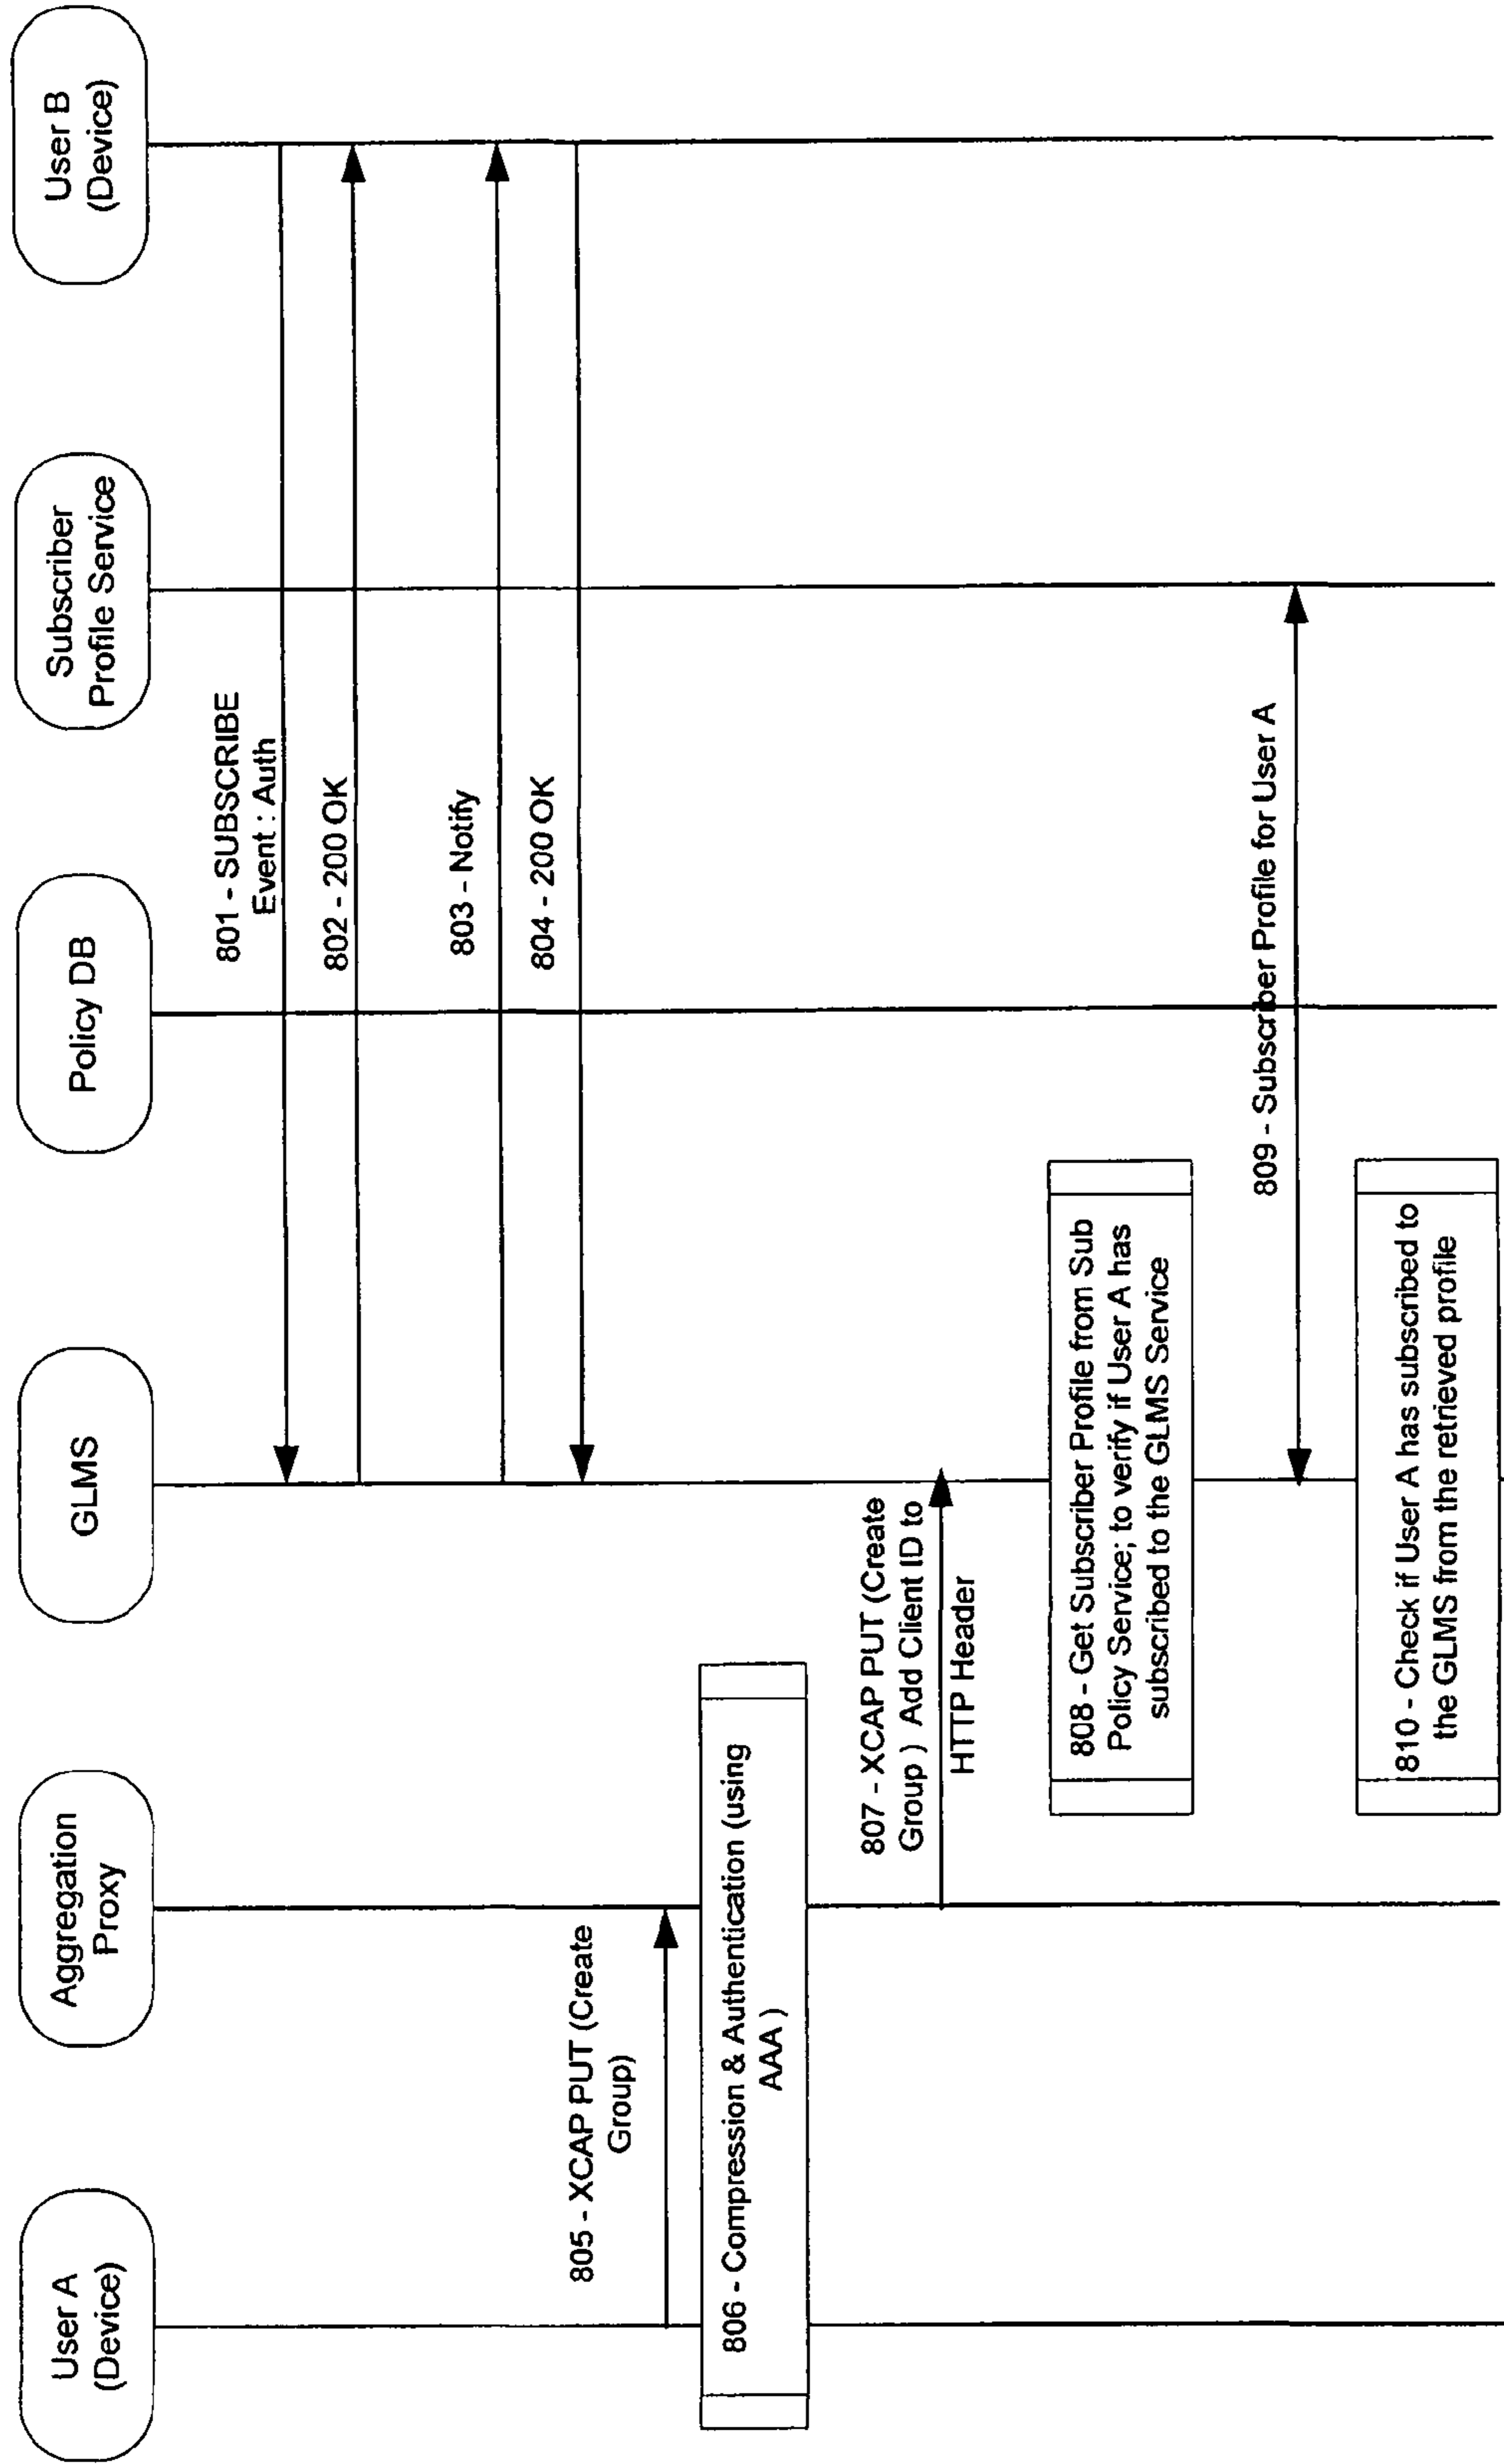 User A
(Device)
Aggregation
Proxy
GLMS
Policy DB
Subscriber
Profile Service
User B
(Device)
801 - SUBSCRIBE
Event : Auth
802 - 200 OK
803 - Notify
804 - 200 OK
805 - XCAP PUT (Create
Group)
806 - Compression & Authentication (using
AAA )
807 - XCAP PUT (Create
Group ) Add Client ID to
HTTP Header
808 - Get Subscriber Profile from Sub
Policy Service; to verify if User A has
subscribed to the GLMS Service
809 - Subscriber Profile for User A
810 - Check if User A has subscribed to
the GLMS from the retrieved profile